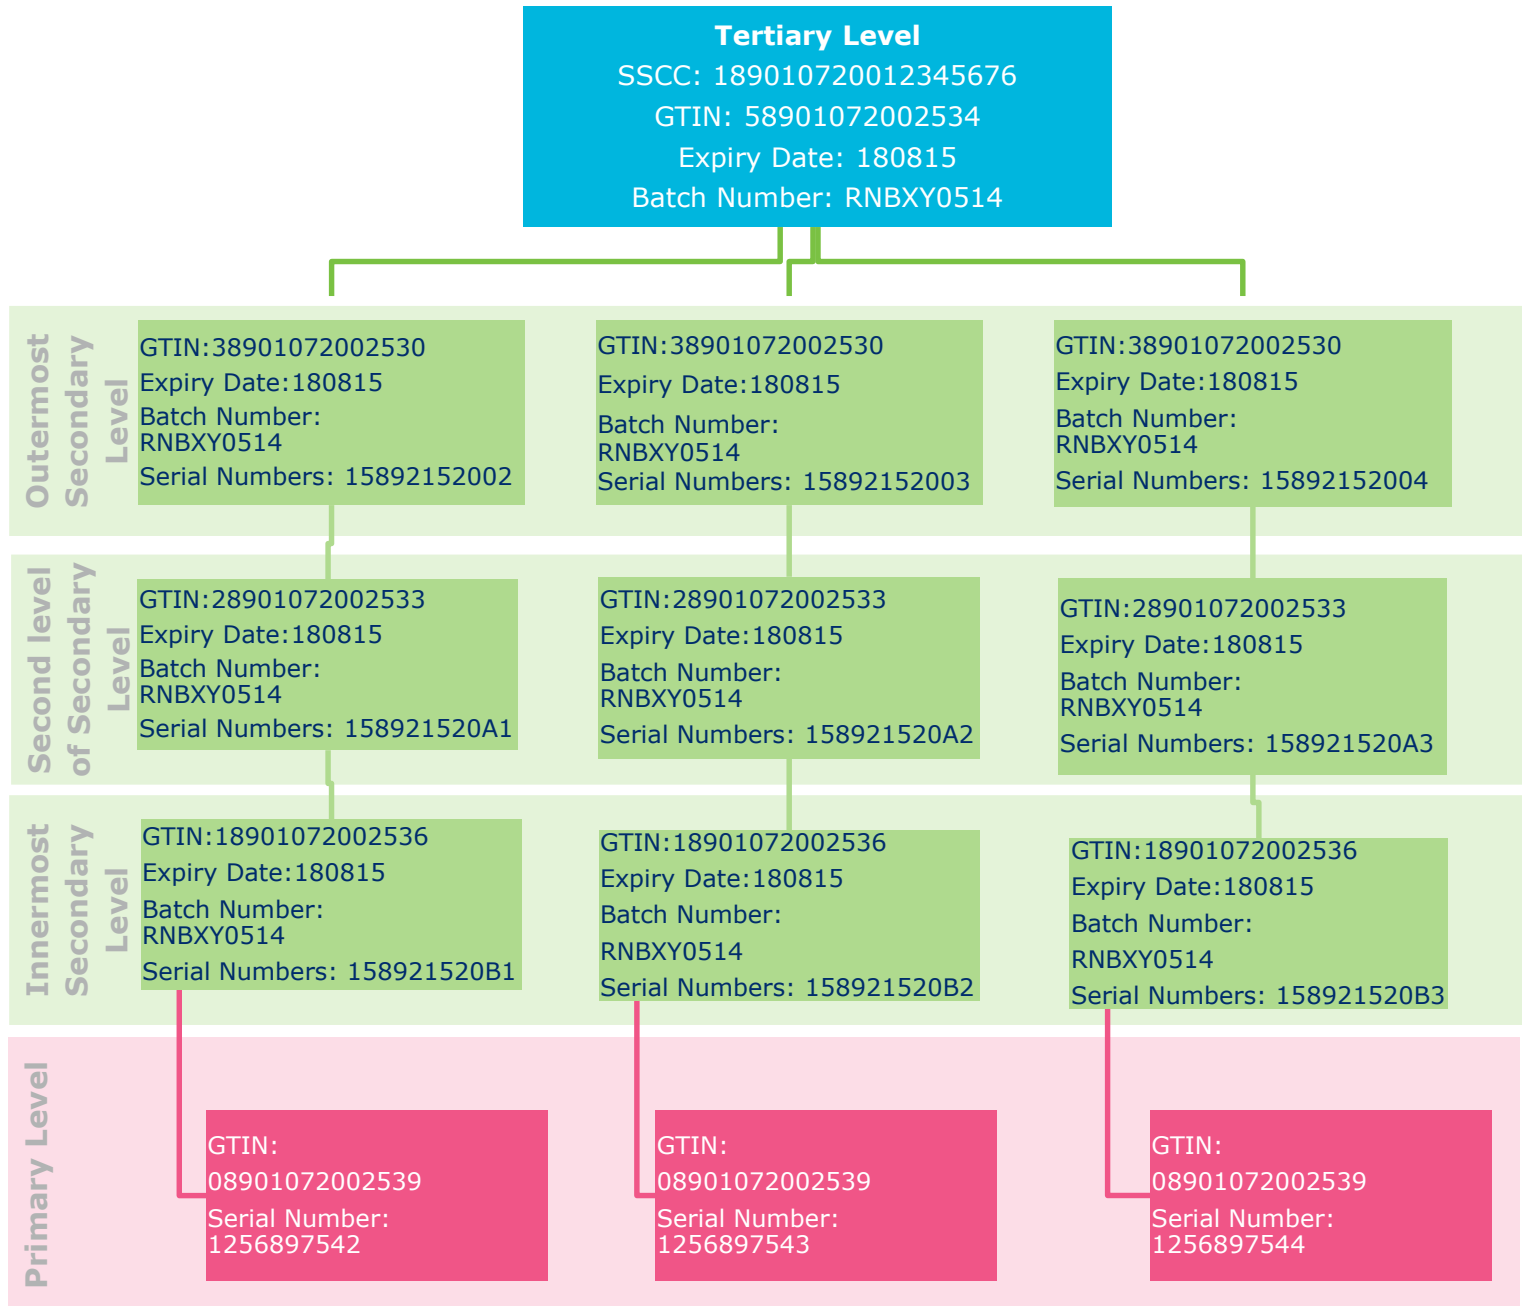 Tertiary Level
SSCC: 189010720012345676
GTIN: 58901072002534
Expiry Date: 180815
Batch Number: RNBXY0514
Outermost
Secondary
Level
GTIN:38901072002530
Expiry Date:180815
Batch Number:
RNBXY0514
Serial Numbers: 15892152002
GTIN:38901072002530
Expiry Date:180815
Batch Number:
RNBXY0514
Serial Numbers: 15892152003
GTIN:38901072002530
Expiry Date:180815
Batch Number:
RNBXY0514
Serial Numbers: 15892152004
Second level
of Secondary
Level
GTIN:28901072002533
Expiry Date:180815
Batch Number:
RNBXY0514
Serial Numbers: 158921520A1
GTIN:28901072002533
Expiry Date:180815
Batch Number:
RNBXY0514
Serial Numbers: 158921520A2
GTIN:28901072002533
Expiry Date:180815
Batch Number:
RNBXY0514
Serial Numbers: 158921520A3
Innermost
Secondary
Level
GTIN:18901072002536
Expiry Date:180815
Batch Number:
RNBXY0514
Serial Numbers: 158921520B1
GTIN:18901072002536
Expiry Date:180815
Batch Number:
RNBXY0514
Serial Numbers: 158921520B2
GTIN:18901072002536
Expiry Date:180815
Batch Number:
RNBXY0514
Serial Numbers: 158921520B3
Primary Level
GTIN:
08901072002539
Serial Number:
1256897542
GTIN:
08901072002539
Serial Number:
1256897543
GTIN:
08901072002539
Serial Number:
1256897544